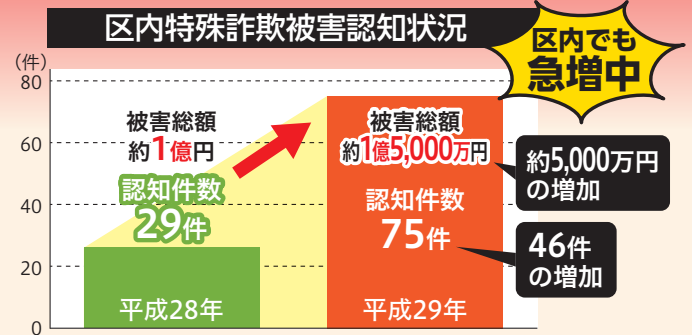 区内特殊詐欺被害認知状況
区内でも
急増中
(件)
80
60
40
20
0
被害総額
約1億円
認知件数
29件
平成28年
被害総額
約1億5,000万円
認知件数
75件
平成29年
約5,000万円
の増加
46件
の増加